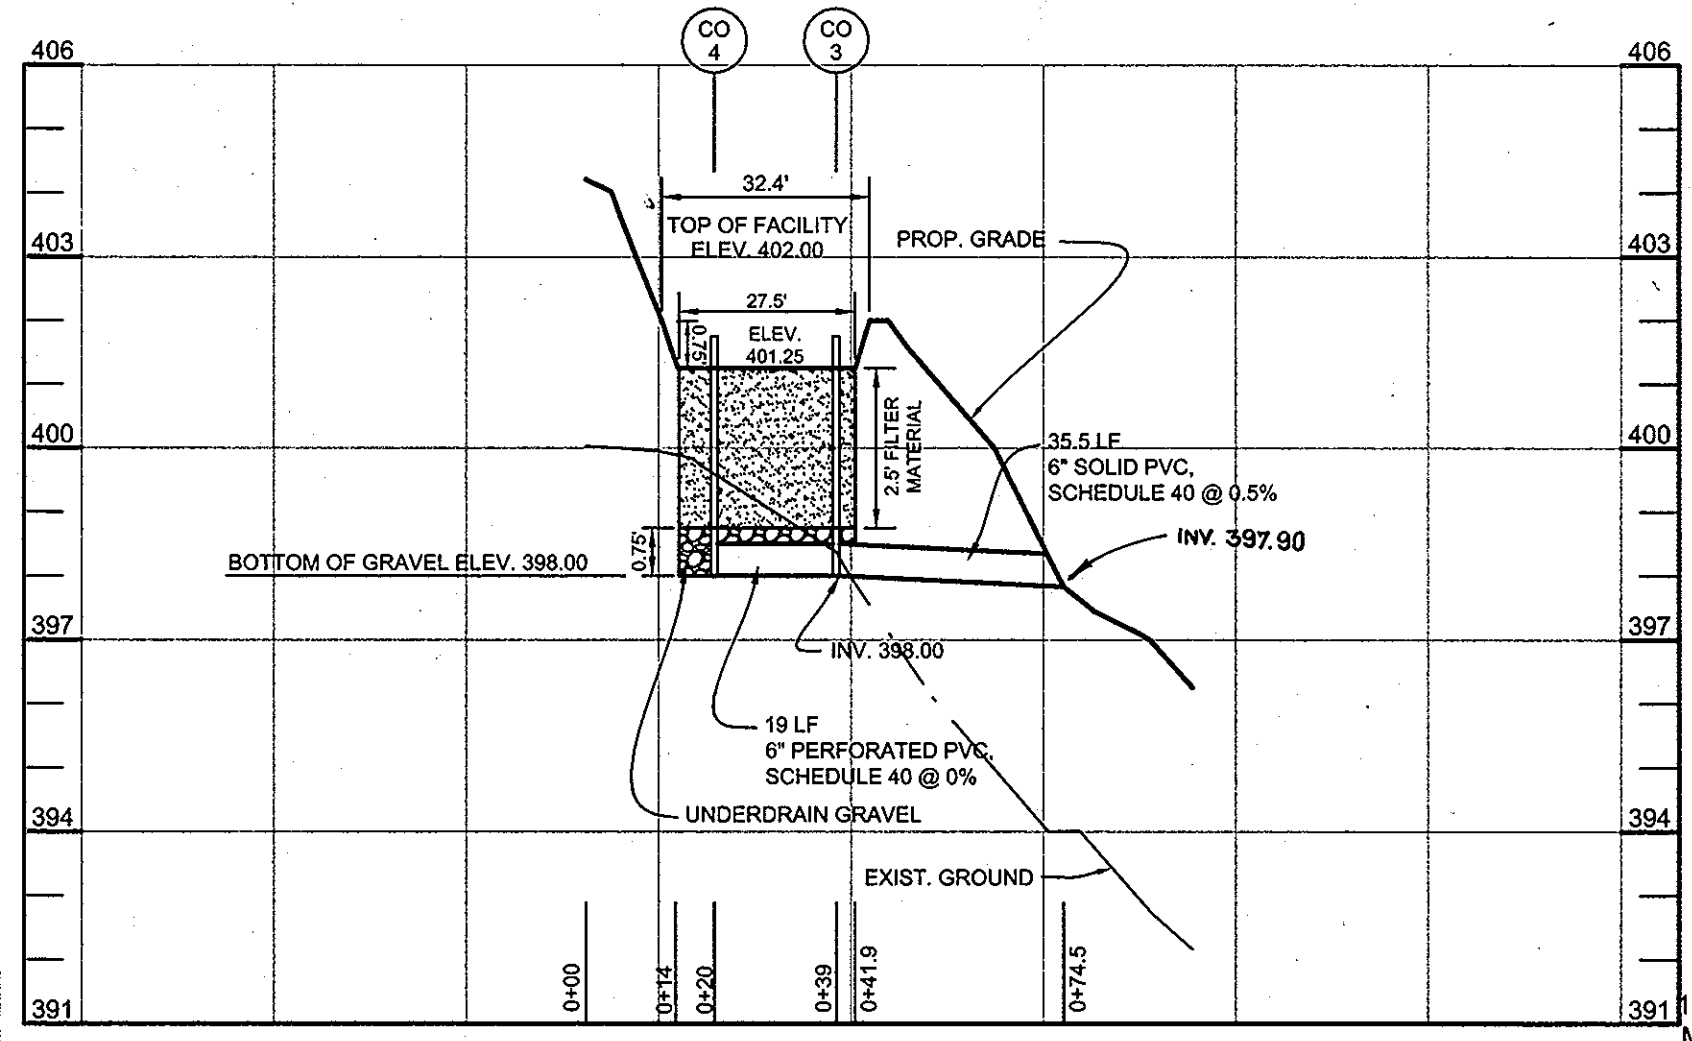 CO
4
CO
3
406
406
32.4'
TOP OF FACILITY
ELEV. 402.00
PROP. GRADE
403
403
27.5'
0.75'
ELEV.
401.25
2.5' FILTER
MATERIAL
400
400
35.5 LF
6" SOLID PVC,
SCHEDULE 40 @ 0.5%
INV. 397.90
0.75'
BOTTOM OF GRAVEL ELEV. 398.00
397
397
INV. 398.00
19 LF
6" PERFORATED PVC,
SCHEDULE 40 @ 0%
UNDERDRAIN GRAVEL
394
394
EXIST. GROUND
0+00
0+14
0+20
0+39
0+41.9
0+74.5
391
391